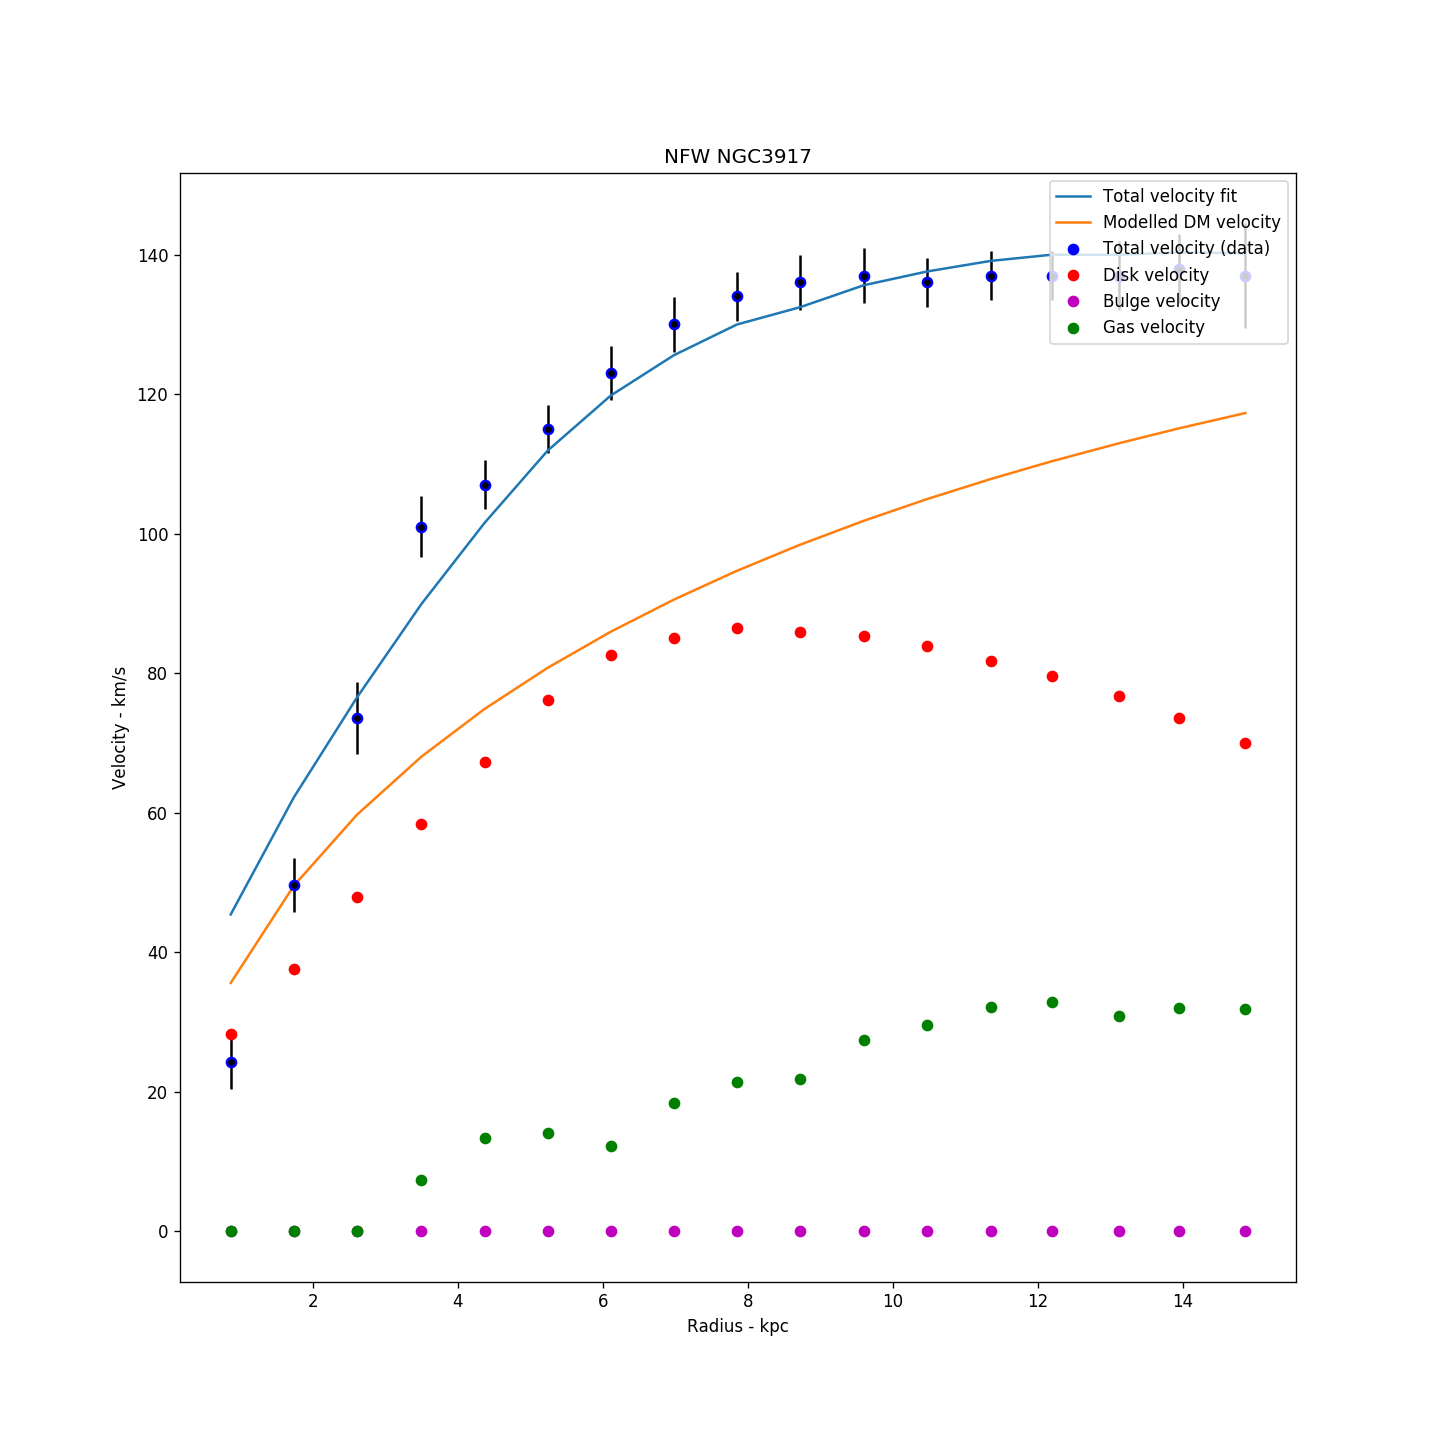 NFW NGC3917
Total velocity fit
Modelled DM velocity
Total velocity (data)
Disk velocity
Bulge velocity
Gas velocity
Velocity - km/s
140
120
100
80
60
40
20
0
2 4 6 8 10 12 14
Radius - kpc